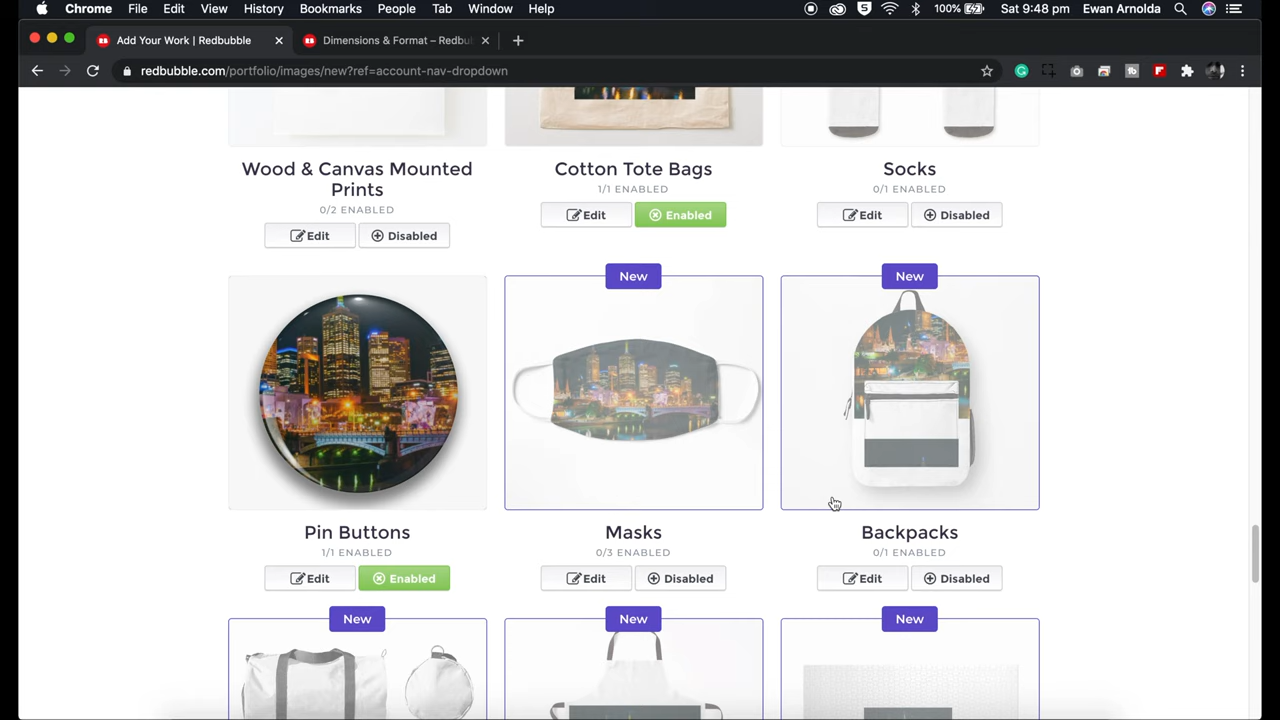 Chrome File Edit View History Bookmarks People Tab Window Help 100% Sat 9:48 pm Ewan Arnolda
Add Your Work | Redbubble Dimensions & Format – Redbu
redbubble.com/portfolio/images/new?ref=account-nav-dropdown
Wood & Canvas Mounted
Prints
0/2 ENABLED
Edit Disabled
Cotton Tote Bags
1/1 ENABLED
Edit Enabled
Socks
0/1 ENABLED
Edit Disabled
New
New
Pin Buttons
1/1 ENABLED
Edit Enabled
Masks
0/3 ENABLED
Edit Disabled
Backpacks
0/1 ENABLED
Edit Disabled
New
New
New